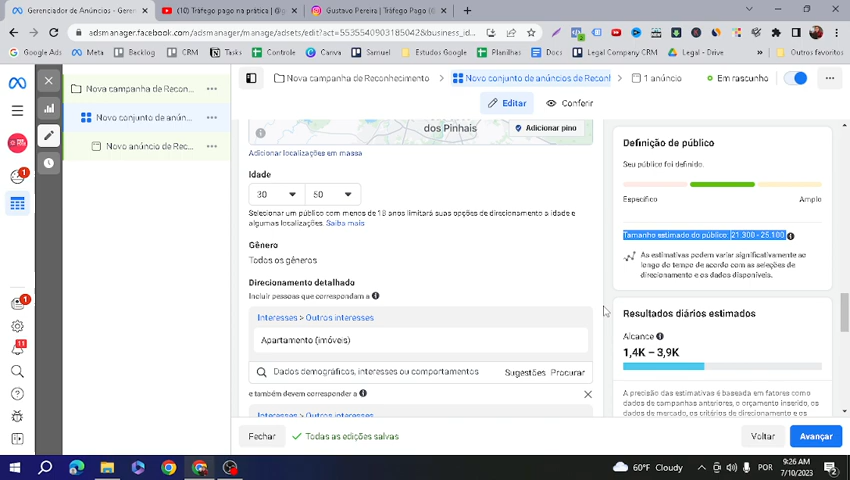 Gerenciador de Anúncios - Geren
(10) Tráfego pago na prática | @g
Gustavo Pereira | Tráfego Pago (
adsmanager.facebook.com/adsmanager/manage/adsets/edit?act=5535540903185042&business_id...
Google Ads
Meta
Backlog
CRM
Tasks
Controle
Canva
Samuel
Estudos Google
Planilhas
Docs
Legal Company CRM
Legal - Drive
Outros favoritos
Nova campanha de Reconhecimento
Novo conjunto de anúncios de Reconl
1 anúncio
Em rascunho
Nova campanha de Recon...
Novo conjunto de anún...
Novo anúncio de Rec...
Editar
Conferir
dos Pinhais
Adicionar pino
Adicionar localizações em massa
Idade
30
50
Selecionar um público com menos de 18 anos limitará suas opções de direcionamento a idade e
algumas localizações. Saiba mais
Gênero
Todos os gêneros
Direcionamento detalhado
Incluir pessoas que correspondam a
Interesses > Outros interesses
Apartamento (imóveis)
Dados demográficos, interesses ou comportamentos
Sugestões
Procurar
e também devem corresponder a
Interesses > Outros interesses
Definição de público
Seu público foi definido.
Específico
Amplo
Tamanho estimado do público: 21.300 - 25.100
As estimativas podem variar significativamente ao
longo do tempo de acordo com as seleções de
direcionamento e os dados disponíveis.
Resultados diários estimados
Alcance
1,4K – 3,9K
A precisão das estimativas é baseada em fatores como
dados de campanhas anteriores, o orçamento inserido, os
dados de mercado, os critérios de direcionamento e os
Fechar
Todas as edições salvas
Voltar
Avançar
1
1
11
60°F Cloudy
POR
9:26 AM
7/10/2023
2